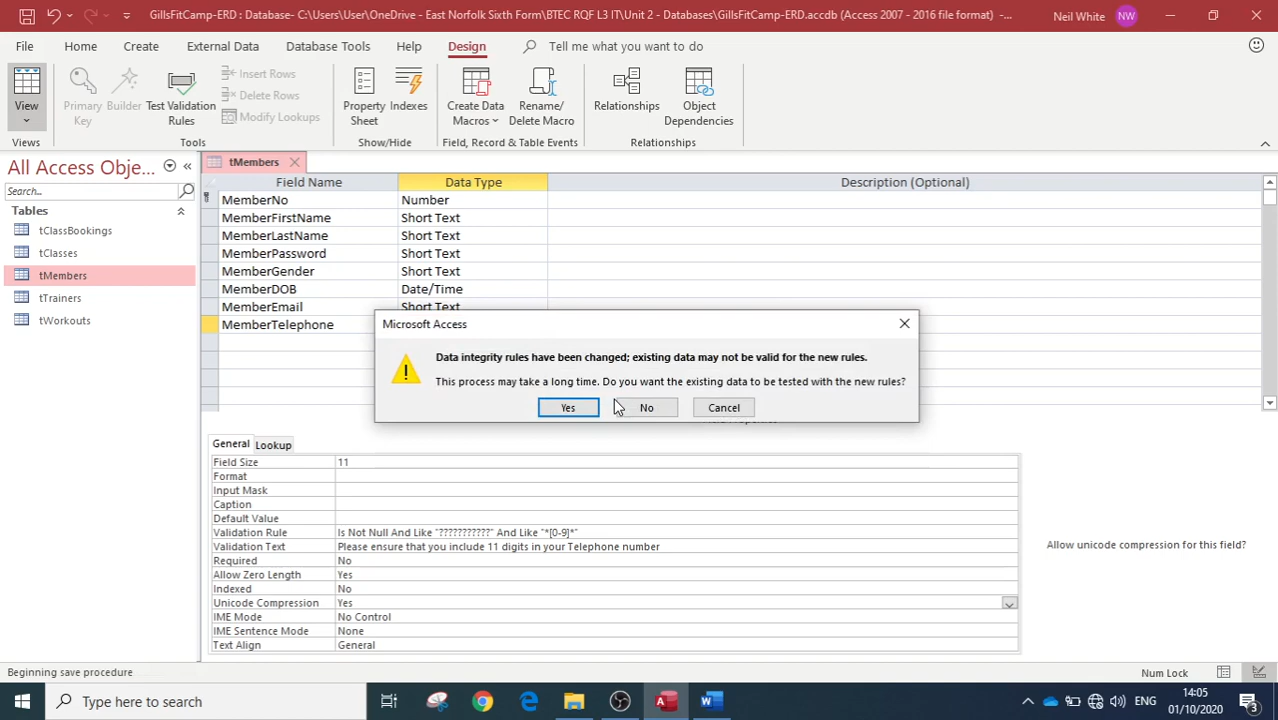 GillsFitCamp-ERD : Database- C:\Users\User\OneDrive - East Norfolk Sixth Form\BTEC RQF L3 IT\Unit 2 - Databases\GillsFitCamp-ERD.accdb (Access 2007 - 2016 file format) -...
Neil White NW
File Home Create External Data Database Tools Help Design Tell me what you want to do
View
Primary Key
Builder
Test Validation Rules
Insert Rows
Delete Rows
Modify Lookups
Property Sheet
Indexes
Create Data Macros
Rename/ Delete Macro
Relationships
Object Dependencies
Views Tools Show/Hide Field, Record & Table Events Relationships
All Access Obje...
Search...
Tables
tClassBookings
tClasses
tMembers
tTrainers
tWorkouts
tMembers
Field Name Data Type Description (Optional)
MemberNo Number
MemberFirstName Short Text
MemberLastName Short Text
MemberPassword Short Text
MemberGender Short Text
MemberDOB Date/Time
MemberEmail Short Text
MemberTelephone
Microsoft Access
Data integrity rules have been changed; existing data may not be valid for the new rules.
This process may take a long time. Do you want the existing data to be tested with the new rules?
Yes No Cancel
General Lookup
Field Size 11
Format
Input Mask
Caption
Default Value
Validation Rule Is Not Null And Like "???????????" And Like "*[0-9]*"
Validation Text Please ensure that you include 11 digits in your Telephone number
Required No
Allow Zero Length Yes
Indexed No
Unicode Compression Yes
IME Mode No Control
IME Sentence Mode None
Text Align General
Allow unicode compression for this field?
Beginning save procedure Num Lock
Type here to search
ENG
14:05
01/10/2020
3